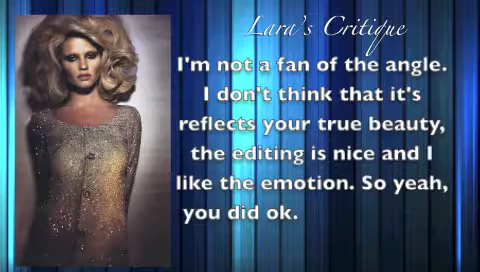 Lara's Critique
I'm not a fan of the angle.
I don't think that it's
reflects your true beauty,
the editing is nice and I
like the emotion. So yeah,
you did ok.